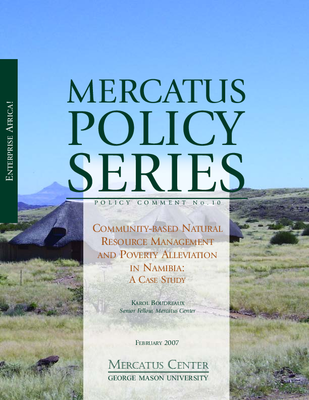 ENTERPRISE AFRICA!
MERCATUS
POLICY
SERIES
POLICY COMMENT No. 10
COMMUNITY-BASED NATURAL
RESOURCE MANAGEMENT
AND POVERTY ALLEVIATION
IN NAMIBIA:
A CASE STUDY
KAROL BOUDREAUX
Senior Fellow, Mercatus Center
FEBRUARY 2007
MERCATUS CENTER
GEORGE MASON UNIVERSITY